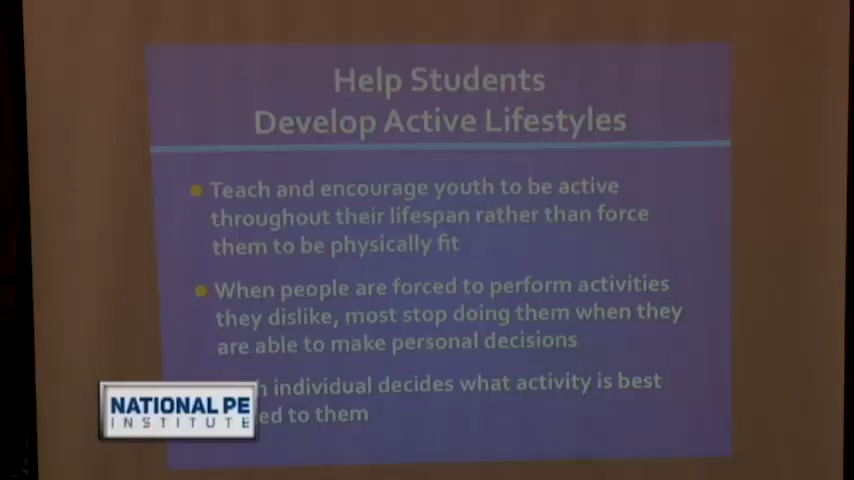 Help Students
Develop Active Lifestyles
Teach and encourage youth to be active
throughout their lifespan rather than force
them to be physically fit
When people are forced to perform activities
they dislike, most stop doing them when they
are able to make personal decisions
individual decides what activity is best
to them
NATIONAL PE
INSTITUTE